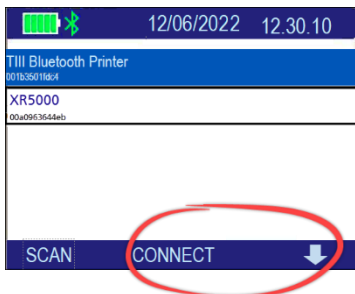 12/06/2022 12.30.10
TIII Bluetooth Printer
001b3501fdc4
XR5000
00a0963644eb
SCAN CONNECT